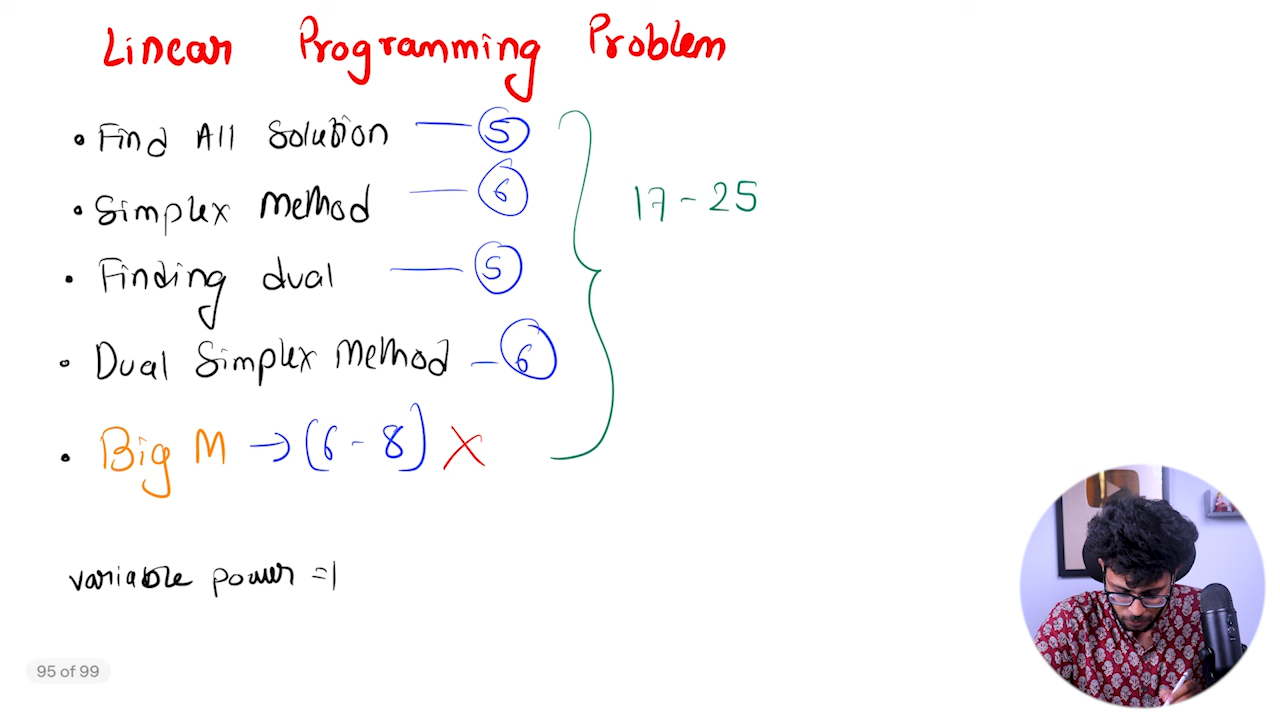 Linear Programming Problem
• Find All Solution — 5
• Simplex Method — 6
17 - 25
• Finding dual — 5
• Dual Simplex Method - 6
• Big M → (6 - 8) X
variable power = 1
95 of 99